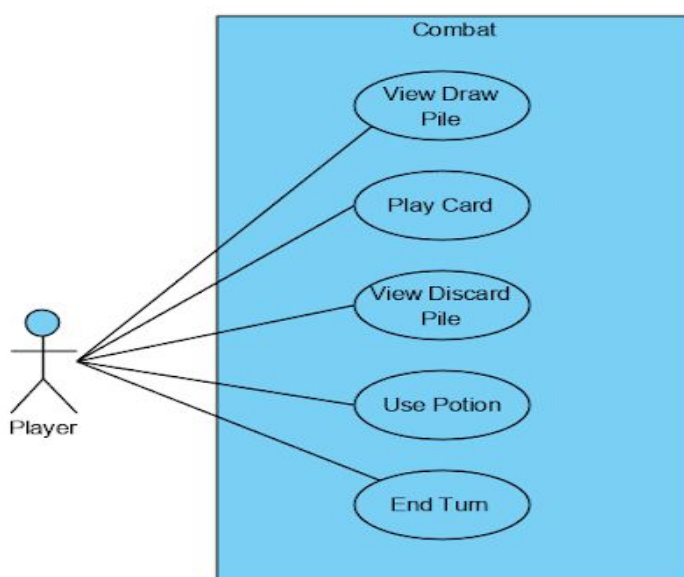 Combat
View Draw
Pile
Play Card
View Discard
Pile
Use Potion
End Turn
Player